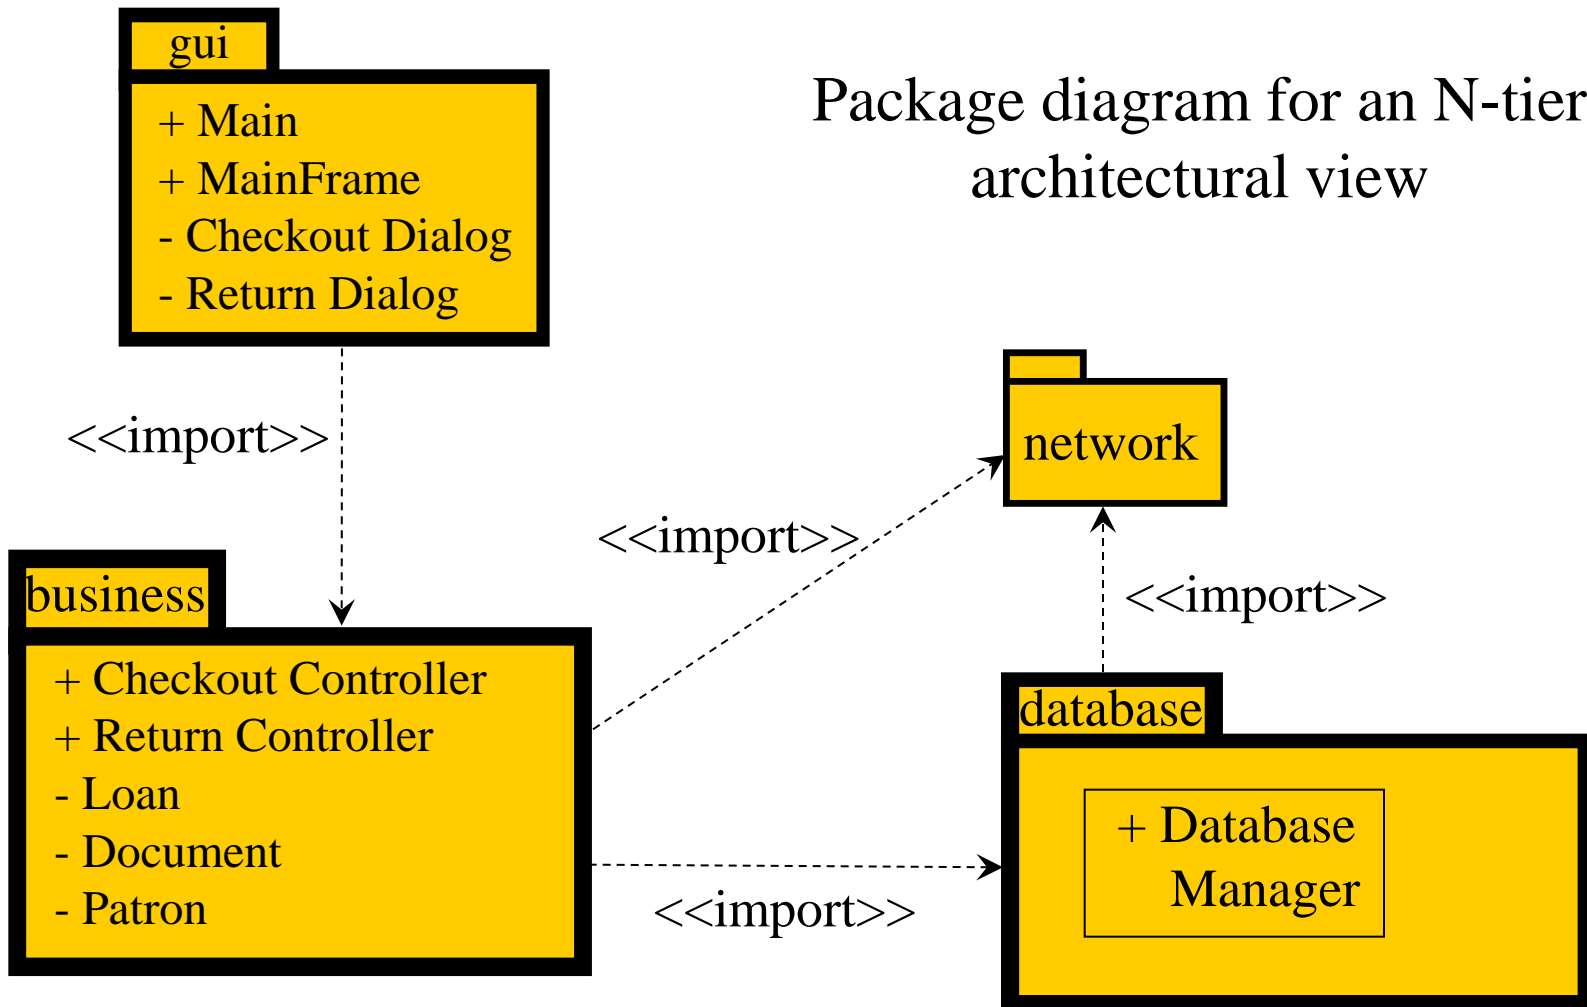 gui
+ Main
+ MainFrame
- Checkout Dialog
- Return Dialog
Package diagram for an N-tier
architectural view
<<import>>
network
<<import>>
<<import>>
business
+ Checkout Controller
+ Return Controller
- Loan
- Document
- Patron
database
+ Database
Manager
<<import>>